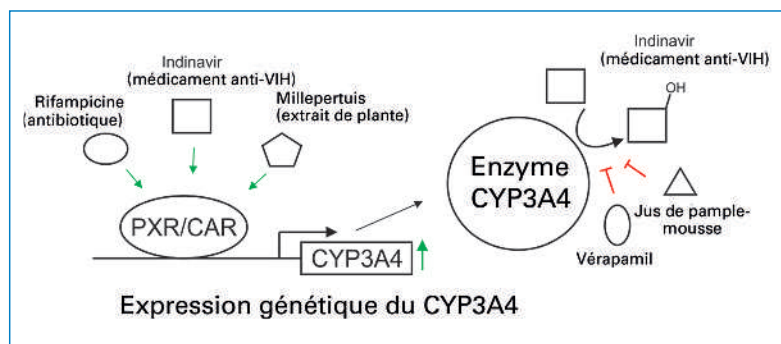 Indinavir
(médicament anti-VIH)
Rifampicine
(antibiotique)
Millepertuis
(extrait de plante)
PXR/CAR
CYP3A4
Expression génétique du CYP3A4
Indinavir
(médicament anti-VIH)
OH
Enzyme
CYP3A4
Jus de pample-
mousse
Vérapamil